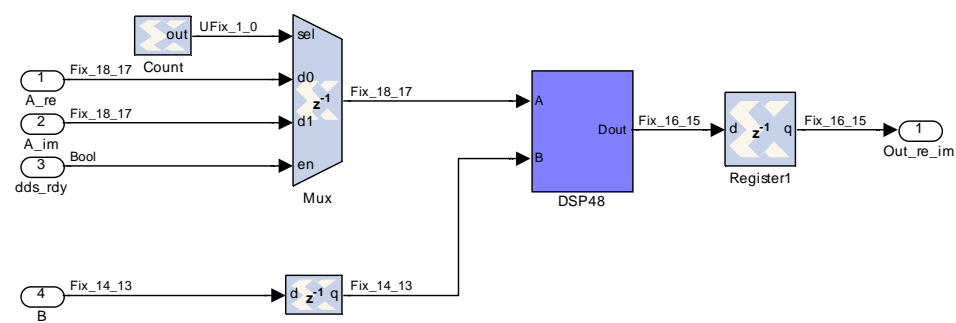 out
UFix_1_0
sel
Count
1
Fix_18_17
d0
A_re
z-1
Fix_18_17
A
2
Fix_18_17
d1
A_im
Dout
Fix_16_15
d
z-1
q
Fix_16_15
1
Out_re_im
3
Bool
en
dds_rdy
Mux
B
Register1
DSP48
4
Fix_14_13
d
z-1
q
Fix_14_13
B